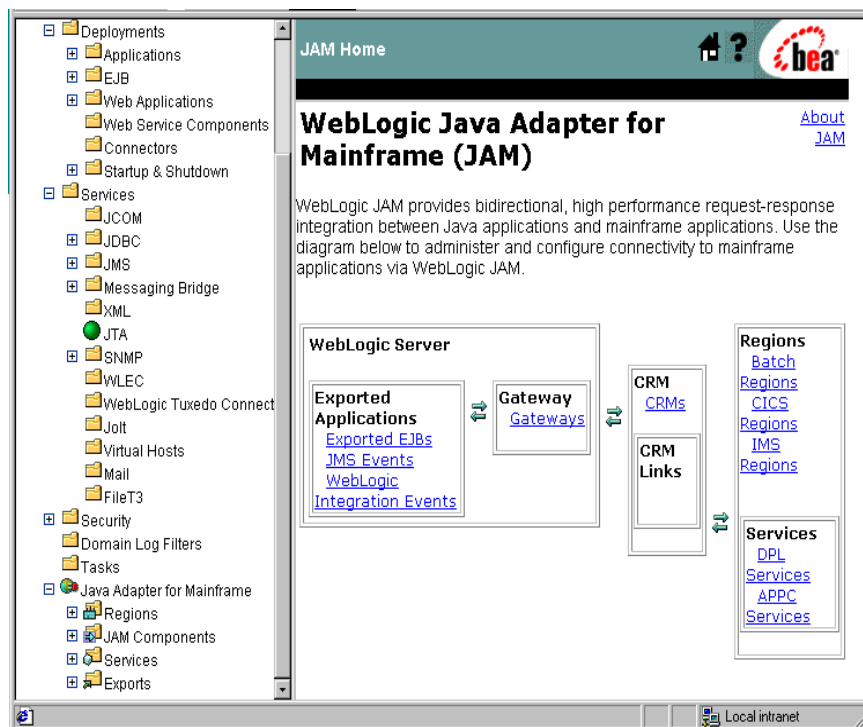 Deployments
Applications
EJB
Web Applications
Web Service Components
Connectors
Startup & Shutdown
Services
JCOM
JDBC
JMS
Messaging Bridge
XML
JTA
SNMP
WLEC
WebLogic Tuxedo Connect
Jolt
Virtual Hosts
Mail
FileT3
Security
Domain Log Filters
Tasks
Java Adapter for Mainframe
Regions
JAM Components
Services
Exports
JAM Home
?
bea
WebLogic Java Adapter for
Mainframe (JAM)
About
JAM
WebLogic JAM provides bidirectional, high performance request-response
integration between Java applications and mainframe applications. Use the
diagram below to administer and configure connectivity to mainframe
applications via WebLogic JAM.
WebLogic Server
Exported
Applications
Exported EJBs
JMS Events
WebLogic
Integration Events
Gateway
Gateways
CRM
CRMs
CRM
Links
Regions
Batch
Regions
CICS
Regions
IMS
Regions
Services
DPL
Services
APPC
Services
Local intranet